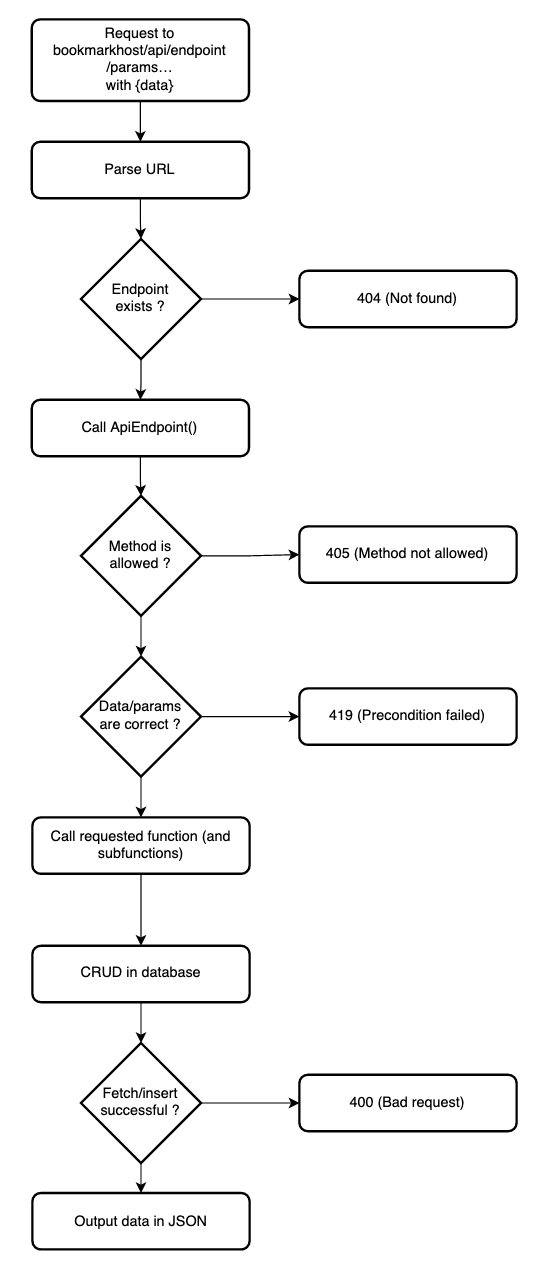 Request to
bookmarkhost/api/endpoint
/params...
with {data}
Parse URL
Endpoint
exists ?
404 (Not found)
Call ApiEndpoint()
Method is
allowed ?
405 (Method not allowed)
Data/params
are correct ?
419 (Precondition failed)
Call requested function (and
subfunctions)
CRUD in database
Fetch/insert
successful ?
400 (Bad request)
Output data in JSON